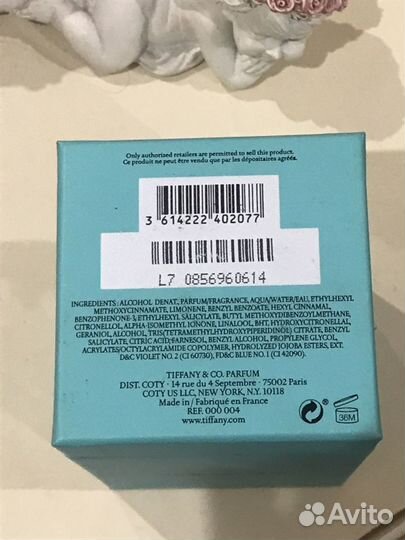 Only authorized retailers are permitted to sell this product.
Ce produit ne peut être vendu que par les dépositaires agréés.
3 614222 402077
L7 0856960614
INGREDIENTS: ALCOHOL DENAT., PARFUM/FRAGRANCE, AQUA/WATER/EAU, ETHYLHEXYL
METHOXYCINNAMATE, LIMONENE, BENZYL BENZOATE, HEXYL CINNAMAL,
BENZOPHENONE-3, ETHYLHEXYL SALICYLATE, BUTYL METHOXYDIBENZOYLMETHANE,
CITRONELLOL, ALPHA-ISOMETHYL IONONE, LINALOOL, BHT, HYDROXYCITRONELLAL,
GERANIOL, ALCOHOL, TRIS(TETRAMETHYLHYDROXYPIPERIDINOL) CITRATE, BENZYL
SALICYLATE, CITRIC ACID, FARNESOL, BENZYL ALCOHOL, PROPYLENE GLYCOL,
ACRYLATES/OCTYLACRYLAMIDE COPOLYMER, HYDROLYZED JOJOBA ESTERS, EXT.
D&C VIOLET NO. 2 (CI 60730), FD&C BLUE NO. 1 (CI 42090).
TIFFANY & CO. PARFUM
DIST. COTY - 14 rue du 4 Septembre - 75002 Paris
COTY US LLC, NEW YORK, N.Y. 10118
Made in / Fabriqué en France
REF. 000 004
www.tiffany.com
36M
Avito